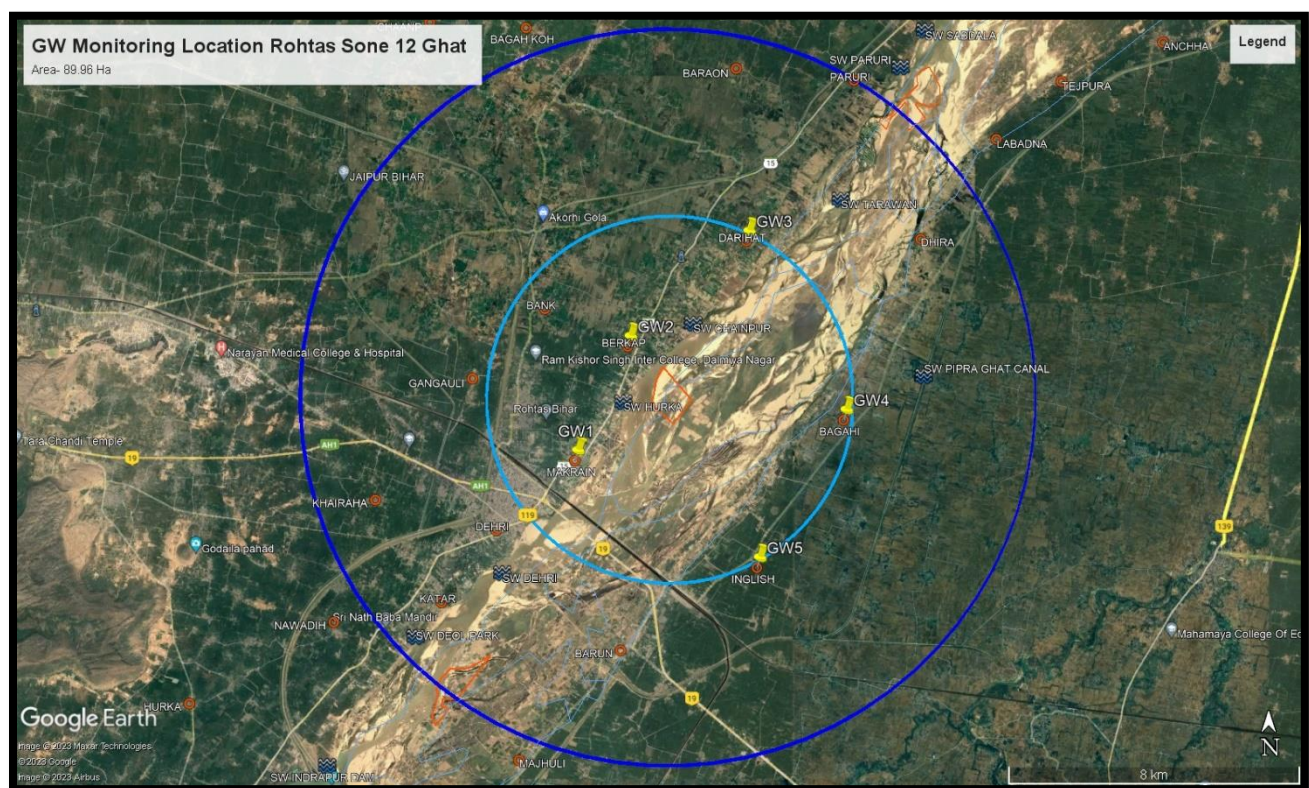 GW Monitoring Location Rohtas Sone 12 Ghat
Area- 89.96 Ha
Legend
BAGAH KOH
SW SADDALA
ANCHHA
BARAON
SW PARURI
PARURI
TEJPURA
LABADNA
15
JAIPUR BIHAR
SW TARAWAN
Akorhi Gola
GW3
DARIHAT
DHIRA
BANK
GW2
SW CHAINPUR
BERKAP
Narayan Medical College & Hospital
Ram Kishor Singh Inter College, Dalmiya Nagar
SW PIPRA GHAT CANAL
GANGAULI
GW4
Rohtas Bihar
SW HURKA
BAGAHI
GW1
Tara Chandi Temple
AH1
19
MAKRAIN
AH1
KHAIRAHA
119
DEHRI
139
Godaila pahad
19
GW5
INGLISH
SW DEHRI
KATAR
Sri Nath Baba Mandir
NAWADIH
SW DEOL PARK
Mahamaya College Of Ed
BARUN
19
HURKA
Google Earth
N
Image © 2023 Maxar Technologies
© 2023 Google
Image © 2023 Airbus
SW INDRAPUR DAM
MAJHULI
8 km